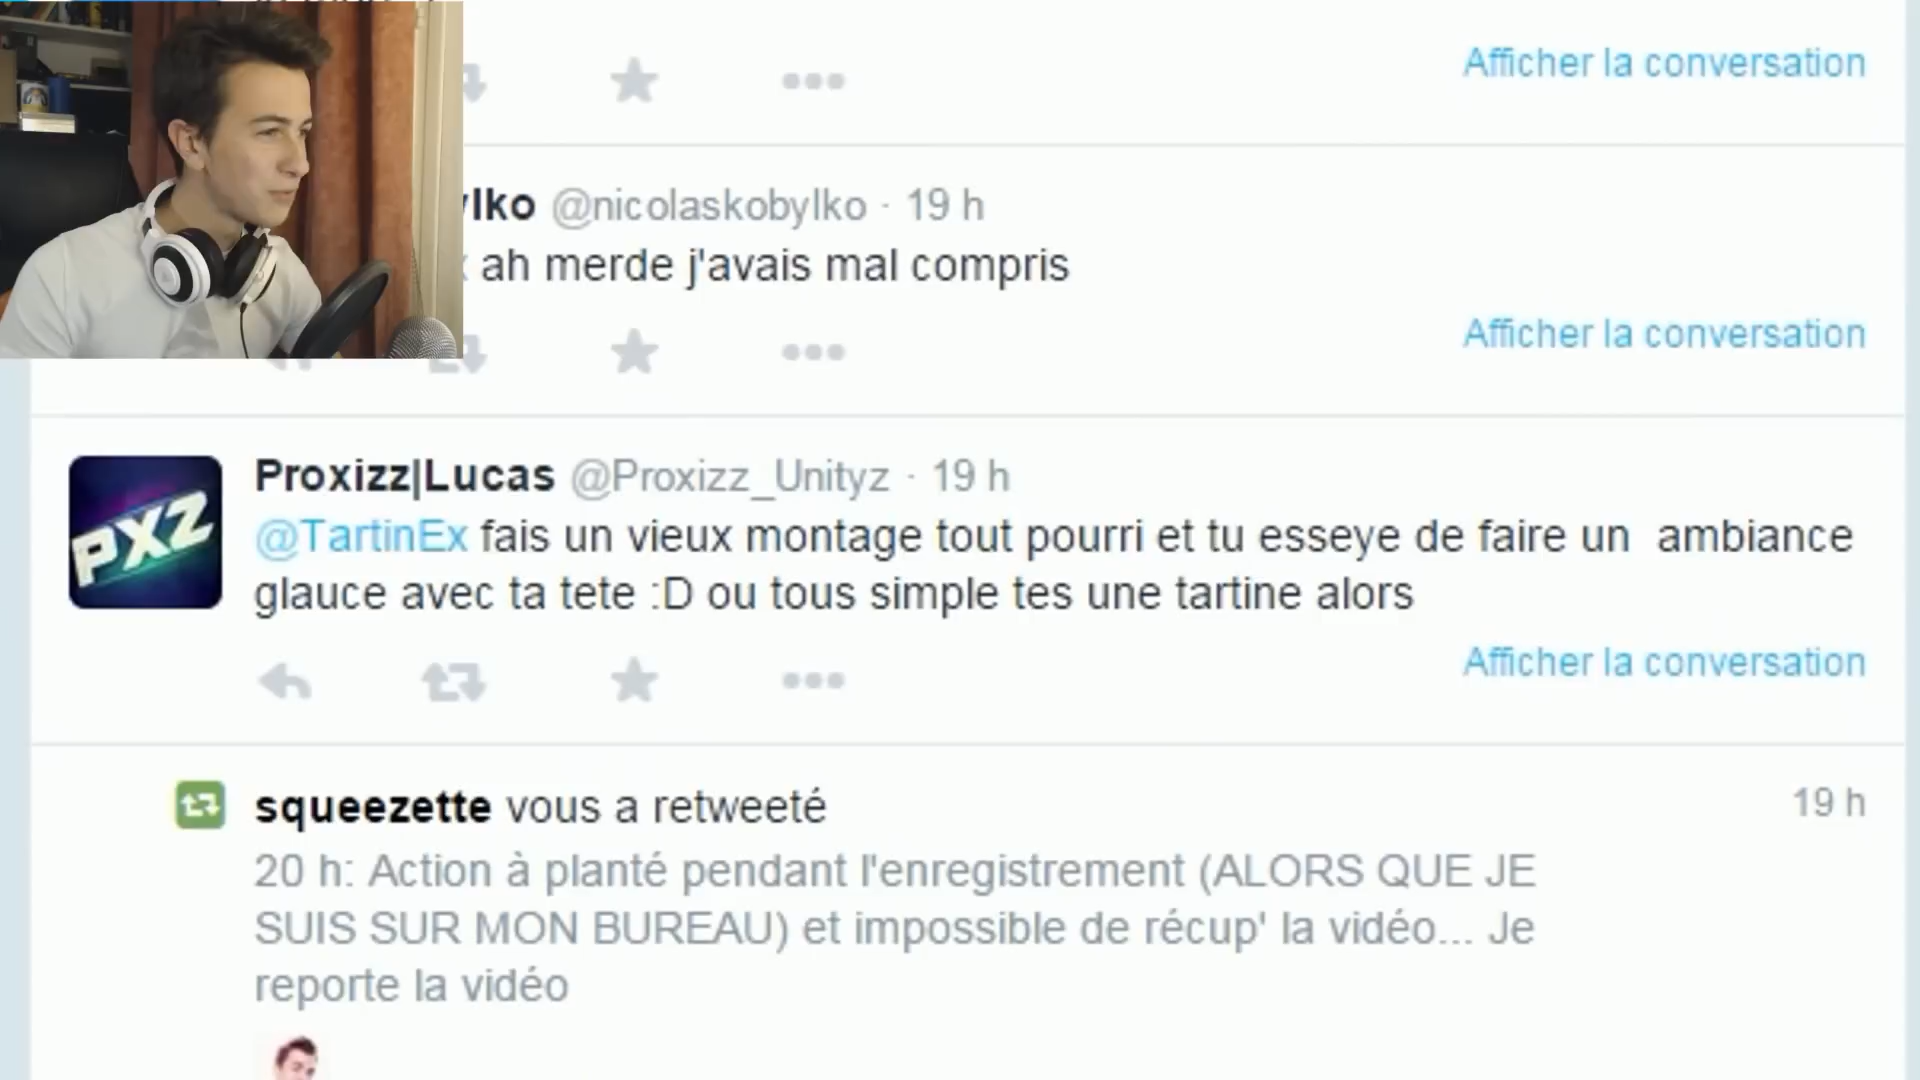 Afficher la conversation
ylko @nicolaskobylko · 19 h
ah merde j'avais mal compris
Afficher la conversation
PXZ
Proxizz|Lucas @Proxizz_Unityz · 19 h
@TartinEx fais un vieux montage tout pourri et tu esseye de faire un ambiance
glauce avec ta tete :D ou tous simple tes une tartine alors
Afficher la conversation
squeezette vous a retweeté
19 h
20 h: Action à planté pendant l'enregistrement (ALORS QUE JE
SUIS SUR MON BUREAU) et impossible de récup' la vidéo... Je
reporte la vidéo